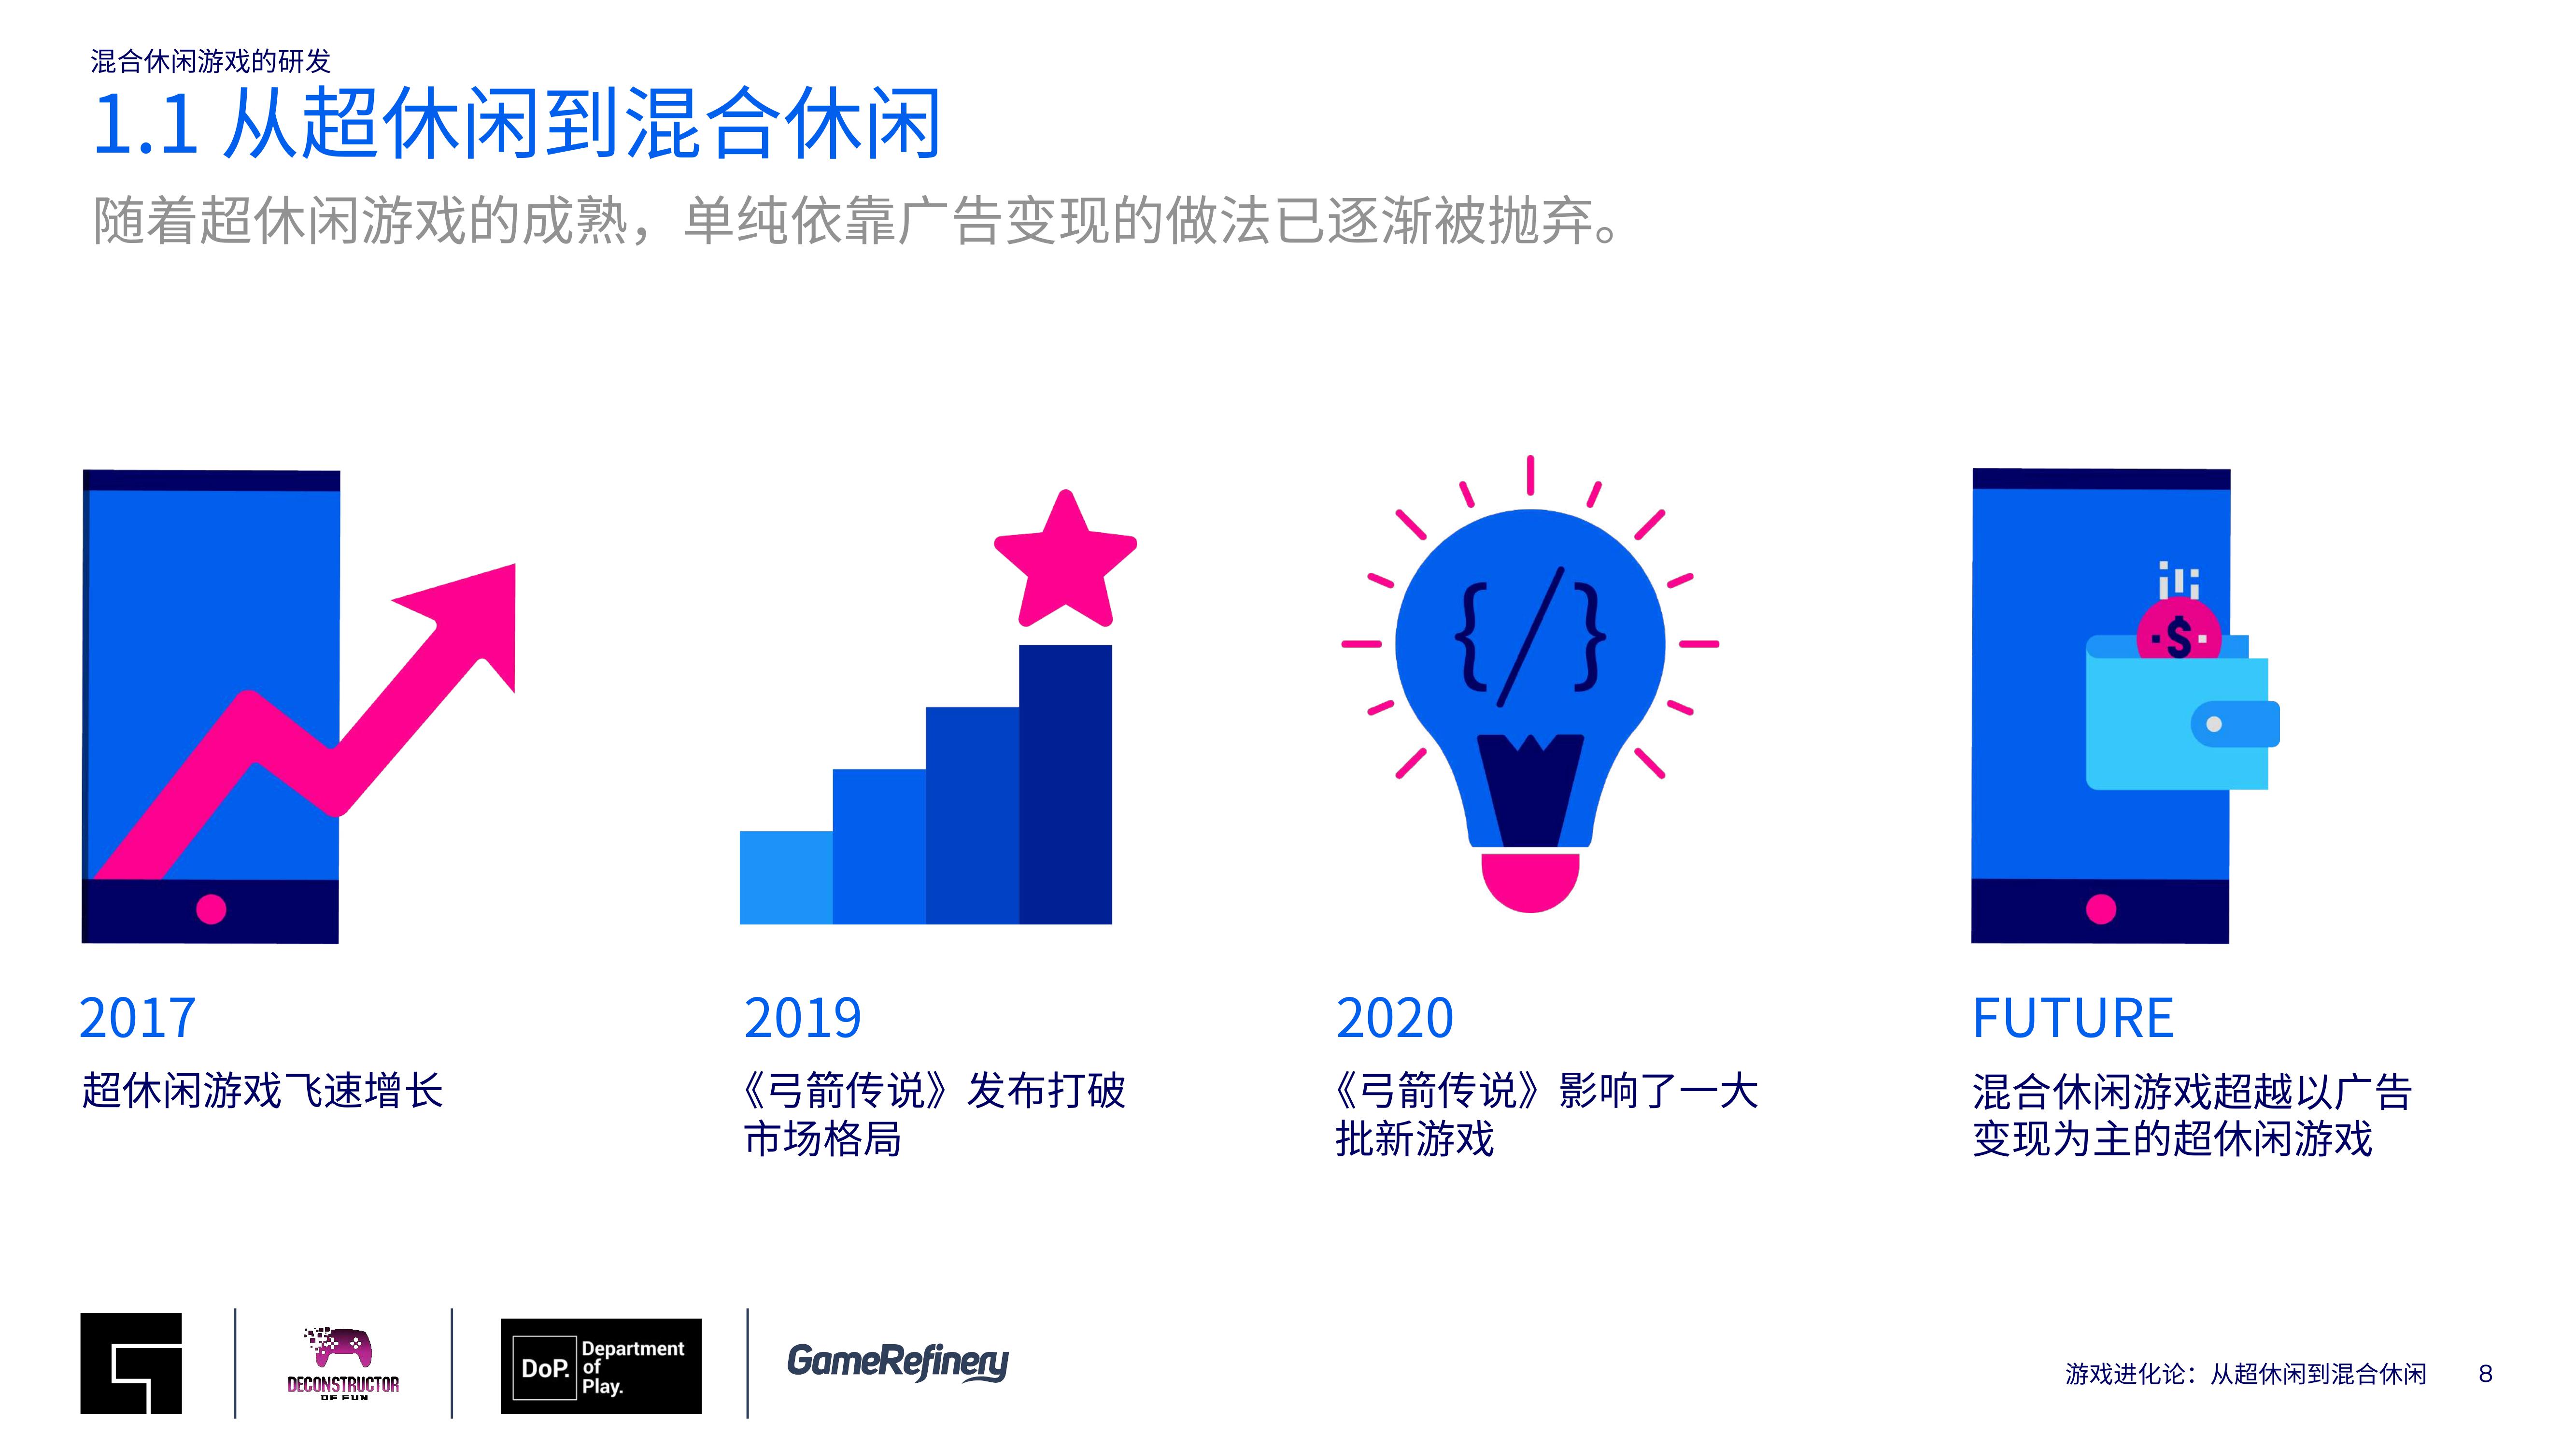 混合休闲游戏的研发
1.1 从超休闲到混合休闲
随着超休闲游戏的成熟，单纯依靠广告变现的做法已逐渐被抛弃。
{/}
$
2017
超休闲游戏飞速增长
2019
《弓箭传说》发布打破
市场格局
2020
《弓箭传说》影响了一大
批新游戏
FUTURE
混合休闲游戏超越以广告
变现为主的超休闲游戏
DECONSTRUCTOR
OF FUN
DoP.
Department
of
Play.
GameRefinery
游戏进化论：从超休闲到混合休闲 8